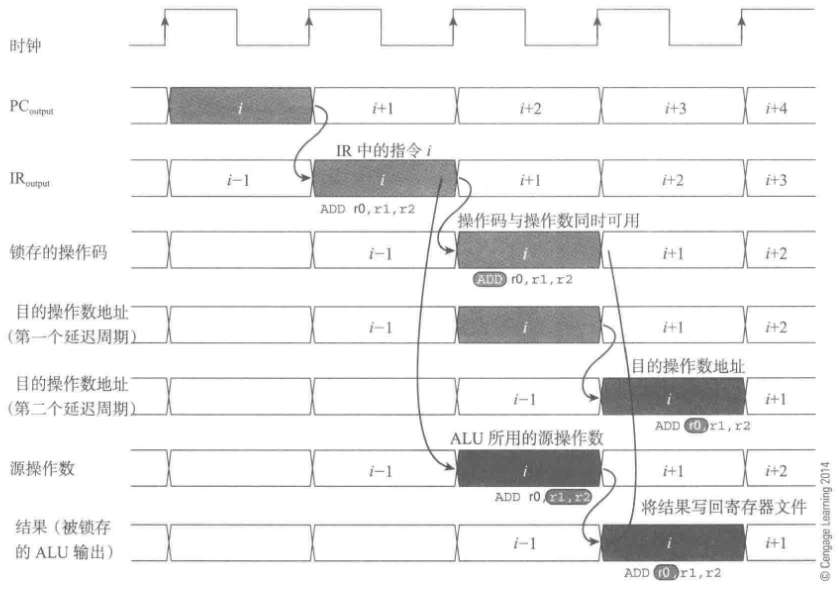 时钟
PCoutput
i
i+1
i+2
i+3
i+4
IR 中的指令 i
IRoutput
i−1
i
i+1
i+2
i+3
ADD r0,r1,r2
操作码与操作数同时可用
锁存的操作码
i−1
i
i+1
i+2
ADD r0,r1,r2
目的操作数地址
(第一个延迟周期)
i−1
i
i+1
i+2
目的操作数地址
目的操作数地址
(第二个延迟周期)
i−1
i
i+1
ADD r0,r1,r2
ALU 所用的源操作数
源操作数
i−1
i
i+1
i+2
ADD r0,r1,r2
将结果写回寄存器文件
结果（被锁存
的 ALU 输出）
i−1
i
i+1
ADD r0,r1,r2
© Cengage Learning 2014